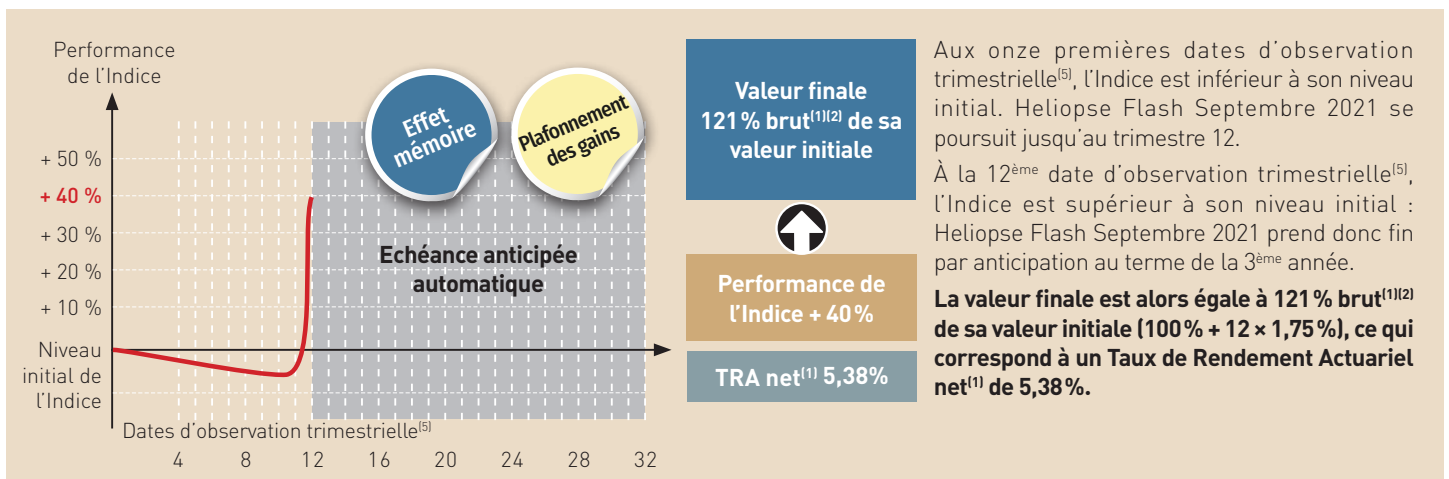 Performance
de l’Indice
+ 50 %
+ 40 %
+ 30 %
+ 20 %
+ 10 %
Niveau
initial de
l’Indice
Effet
mémoire
Plafonnement
des gains
Echéance anticipée
automatique
Dates d’observation trimestrielle(5)
4 8 12 16 20 24 28 32
Valeur finale
121 % brut(1)(2) de sa
valeur initiale
Performance de
l’Indice + 40 %
TRA net(1) 5,38%
Aux onze premières dates d’observation
trimestrielle(5), l’Indice est inférieur à son niveau
initial. Heliopse Flash Septembre 2021 se
poursuit jusqu’au trimestre 12.
À la 12ème date d’observation trimestrielle(5),
l’Indice est supérieur à son niveau initial :
Heliopse Flash Septembre 2021 prend donc fin
par anticipation au terme de la 3ème année.
La valeur finale est alors égale à 121 % brut(1)(2)
de sa valeur initiale (100 % + 12 × 1,75 %), ce qui
correspond à un Taux de Rendement Actuariel
net(1) de 5,38 %.